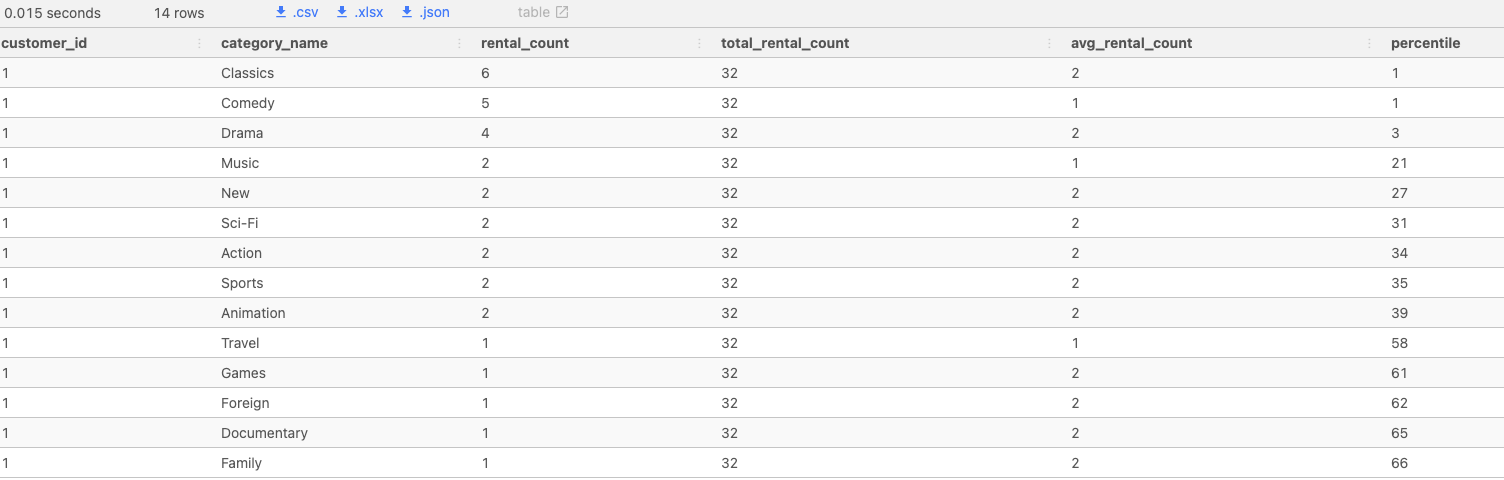 0.015 seconds 14 rows .csv .xlsx .json table
customer_id category_name rental_count total_rental_count avg_rental_count percentile
1 Classics 6 32 2 1
1 Comedy 5 32 1 1
1 Drama 4 32 2 3
1 Music 2 32 1 21
1 New 2 32 2 27
1 Sci-Fi 2 32 2 31
1 Action 2 32 2 34
1 Sports 2 32 2 35
1 Animation 2 32 2 39
1 Travel 1 32 1 58
1 Games 1 32 2 61
1 Foreign 1 32 2 62
1 Documentary 1 32 2 65
1 Family 1 32 2 66